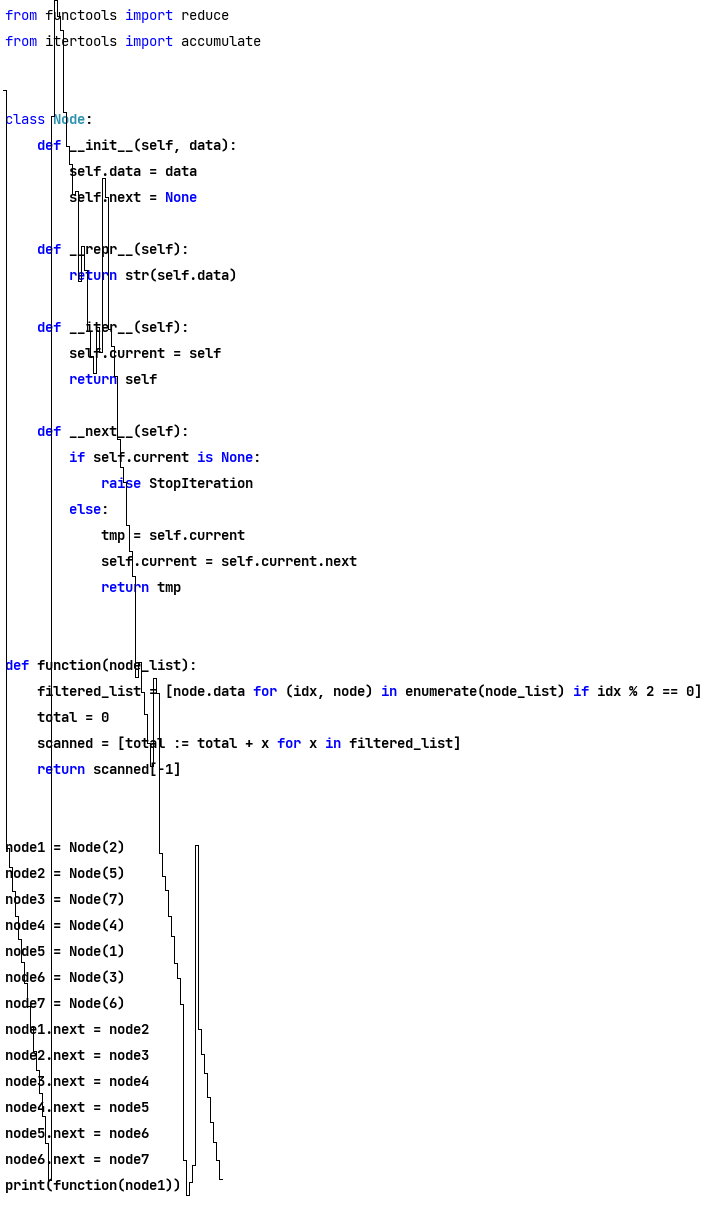 from functools import reduce
from itertools import accumulate
class Node:
    def __init__(self, data):
        self.data = data
        self.next = None
    def __repr__(self):
        return str(self.data)
    def __iter__(self):
        self.current = self
        return self
    def __next__(self):
        if self.current is None:
            raise StopIteration
        else:
            tmp = self.current
            self.current = self.current.next
            return tmp
def function(node_list):
    filtered_list = [node.data for (idx, node) in enumerate(node_list) if idx % 2 == 0]
    total = 0
    scanned = [total := total + x for x in filtered_list]
    return scanned[-1]
node1 = Node(2)
node2 = Node(5)
node3 = Node(7)
node4 = Node(4)
node5 = Node(1)
node6 = Node(3)
node7 = Node(6)
node1.next = node2
node2.next = node3
node3.next = node4
node4.next = node5
node5.next = node6
node6.next = node7
print(function(node1))